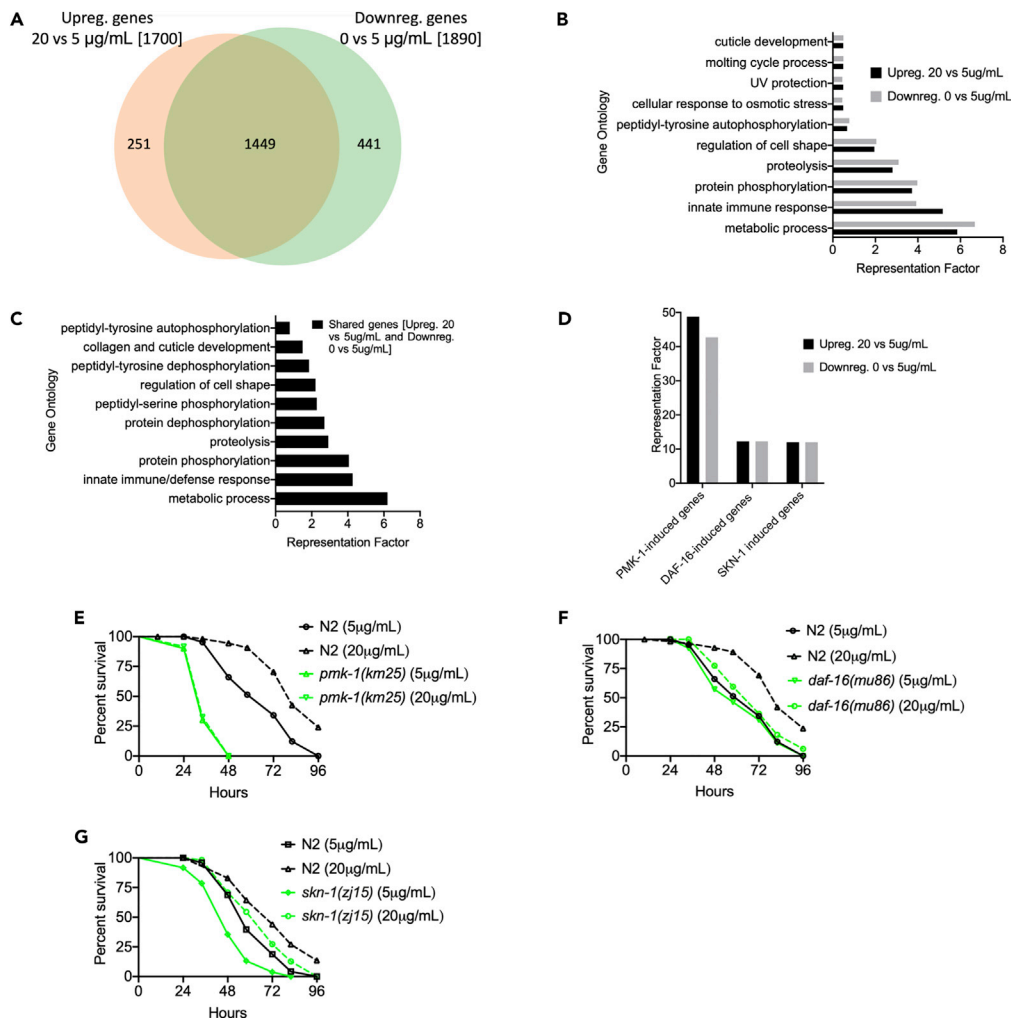 A
Upreg. genes
20 vs 5 µg/mL [1700]
Downreg. genes
0 vs 5 µg/mL [1890]
251
1449
441
B
Gene Ontology
cuticle development
molting cycle process
UV protection
cellular response to osmotic stress
peptidyl-tyrosine autophosphorylation
regulation of cell shape
proteolysis
protein phosphorylation
innate immune response
metabolic process
0 2 4 6 8
Representation Factor
Upreg. 20 vs 5ug/mL
Downreg. 0 vs 5ug/mL
C
Gene Ontology
peptidyl-tyrosine autophosphorylation
collagen and cuticle development
peptidyl-tyrosine dephosphorylation
regulation of cell shape
peptidyl-serine phosphorylation
protein dephosphorylation
proteolysis
protein phosphorylation
innate immune/defense response
metabolic process
0 2 4 6 8
Representation Factor
Shared genes [Upreg. 20
vs 5ug/mL and Downreg.
0 vs 5ug/mL]
D
Representation Factor
50
40
30
20
10
0
PMK-1-induced genes
DAF-16-induced genes
SKN-1 induced genes
Upreg. 20 vs 5ug/mL
Downreg. 0 vs 5ug/mL
E
Percent survival
100
75
50
25
0
0 24 48 72 96
Hours
N2 (5µg/mL)
N2 (20µg/mL)
pmk-1(km25) (5µg/mL)
pmk-1(km25) (20µg/mL)
F
Percent survival
100
75
50
25
0
0 24 48 72 96
Hours
N2 (5µg/mL)
N2 (20µg/mL)
daf-16(mu86) (5µg/mL)
daf-16(mu86) (20µg/mL)
G
Percent survival
100
75
50
25
0
0 24 48 72 96
Hours
N2 (5µg/mL)
N2 (20µg/mL)
skn-1(zj15) (5µg/mL)
skn-1(zj15) (20µg/mL)